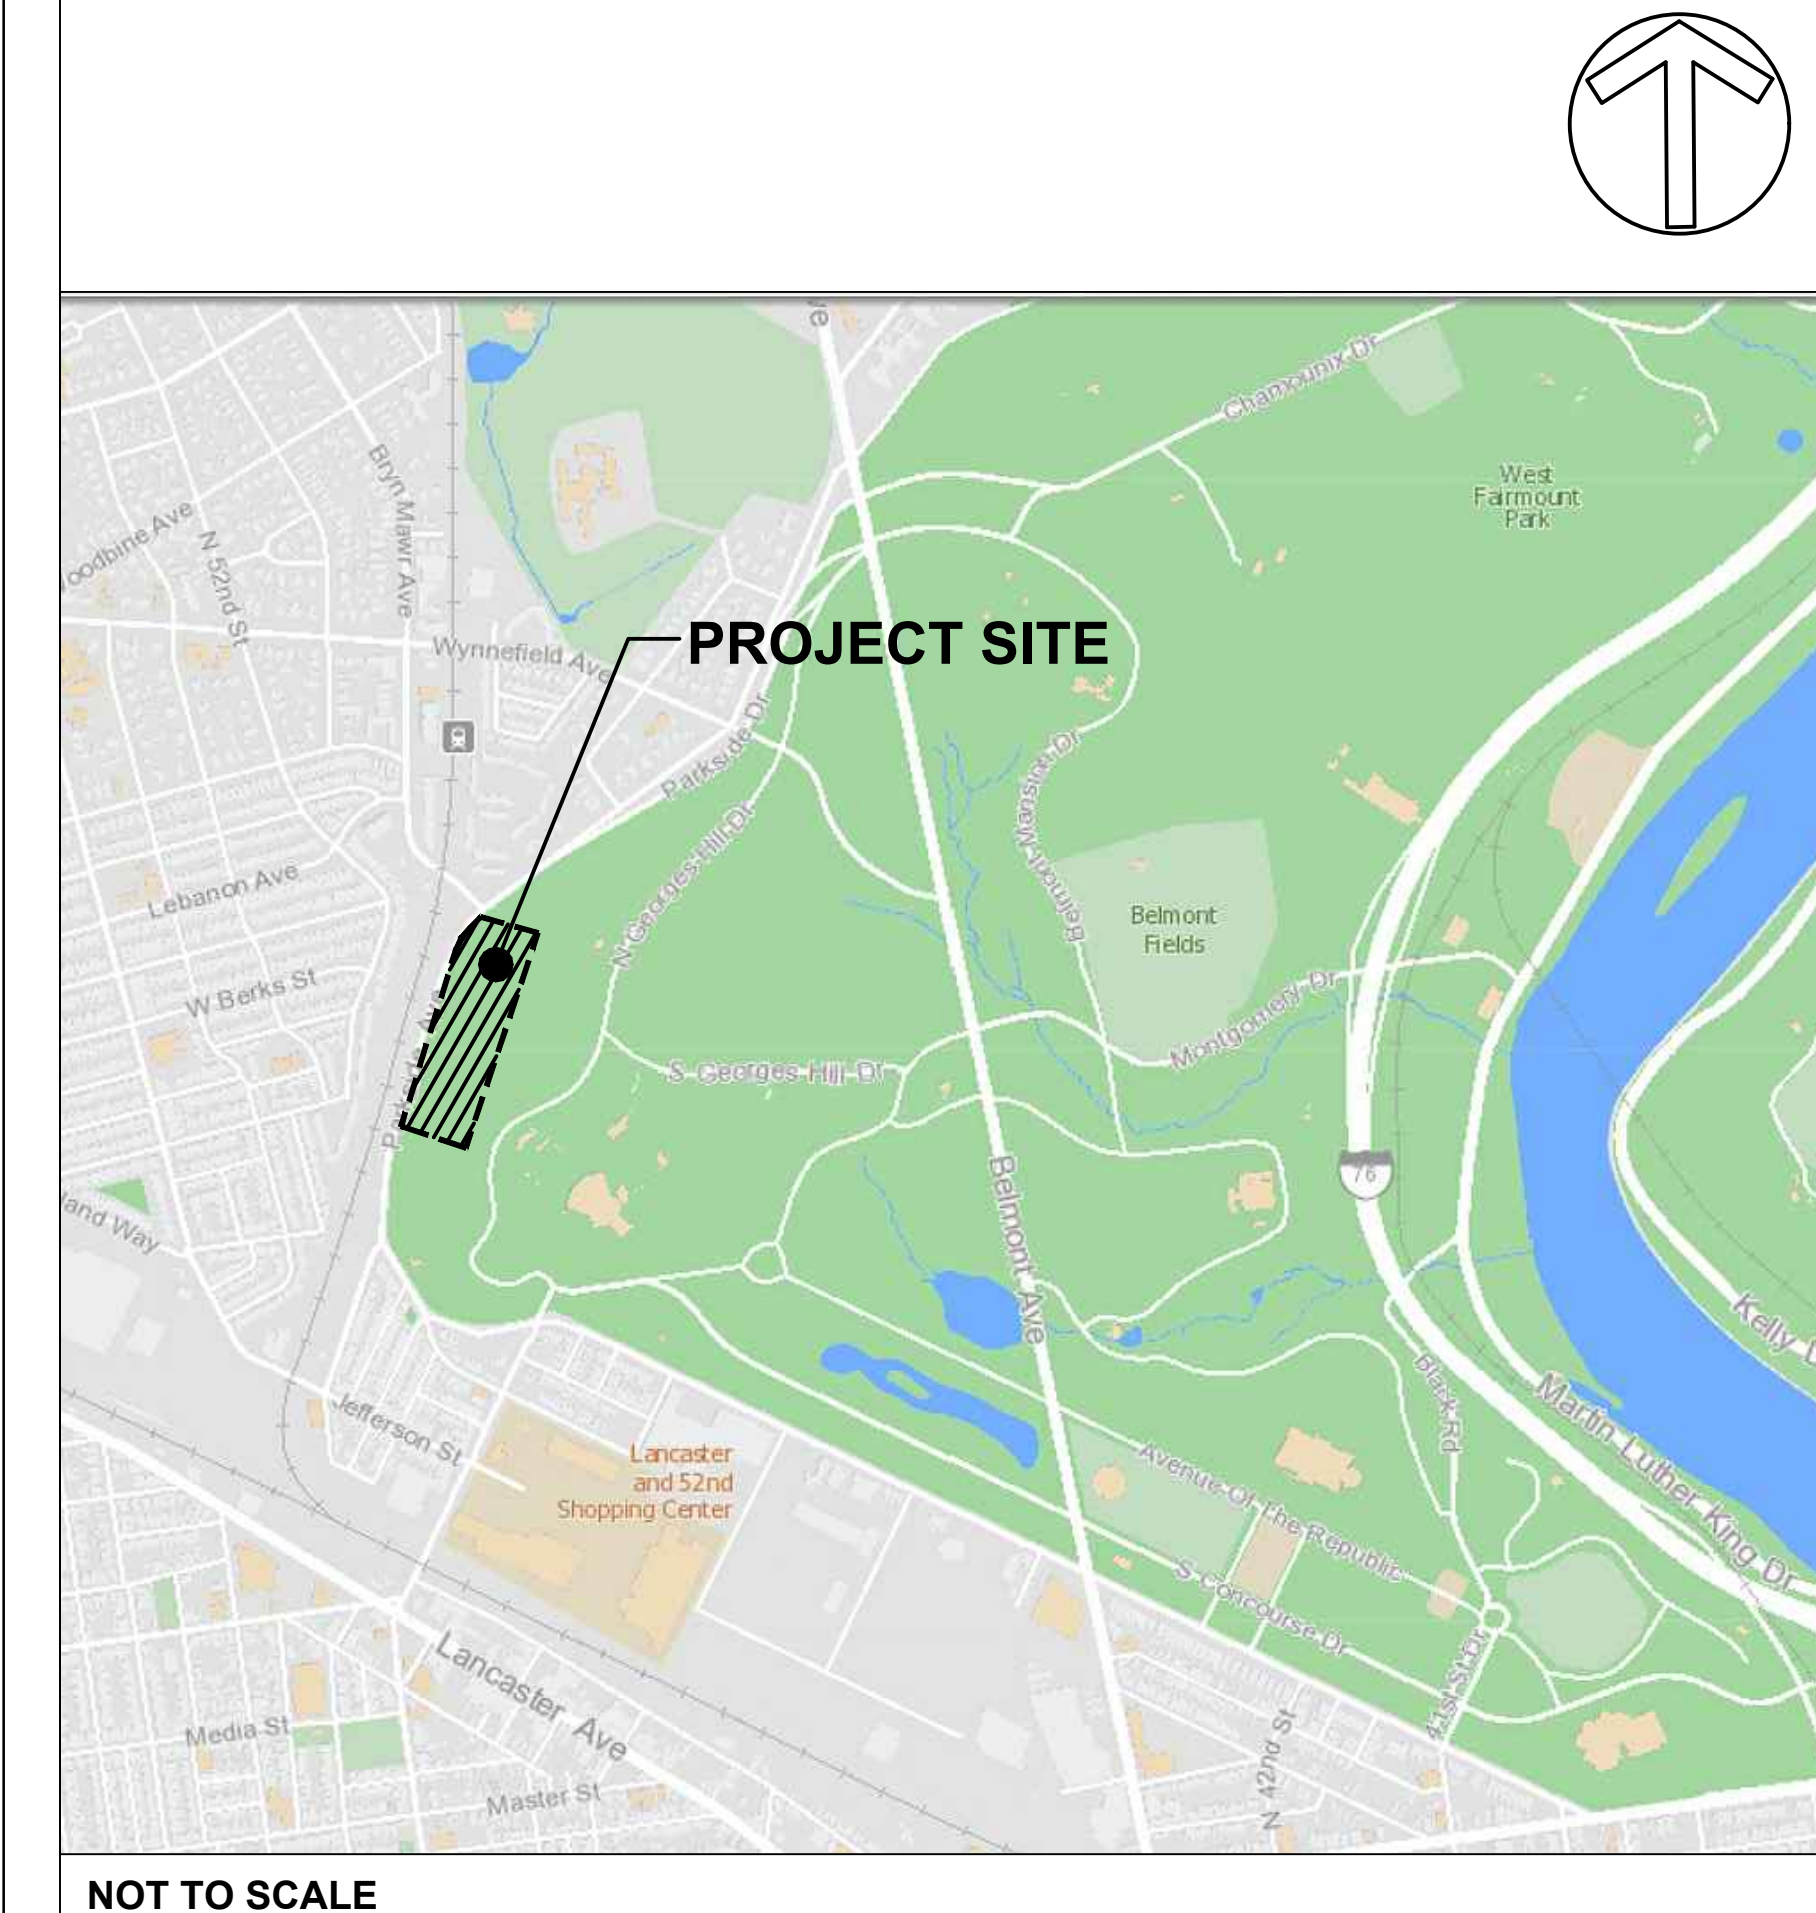 ve
Chamounix Dr
West
Fairmount
Park
Bryn Mawr Ave
oodbine Ave
N 52nd St
PROJECT SITE
Wynnefield Ave
Parkside Dr
Belmont Mansion Dr
N Georges Hill Dr
Lebanon Ave
Belmont
Fields
W Berks St
Montgomery Dr
Parkside Ave
S Georges Hill Dr
76
land Way
Belmont Ave
Kelly D
Black Rd
Martin Luther King Dr
Jefferson St
Lancaster
and 52nd
Shopping Center
Avenue Of The Republic
S Concourse Dr
41st St Dr
Lancaster Ave
Media St
N 42nd St
Master St
NOT TO SCALE